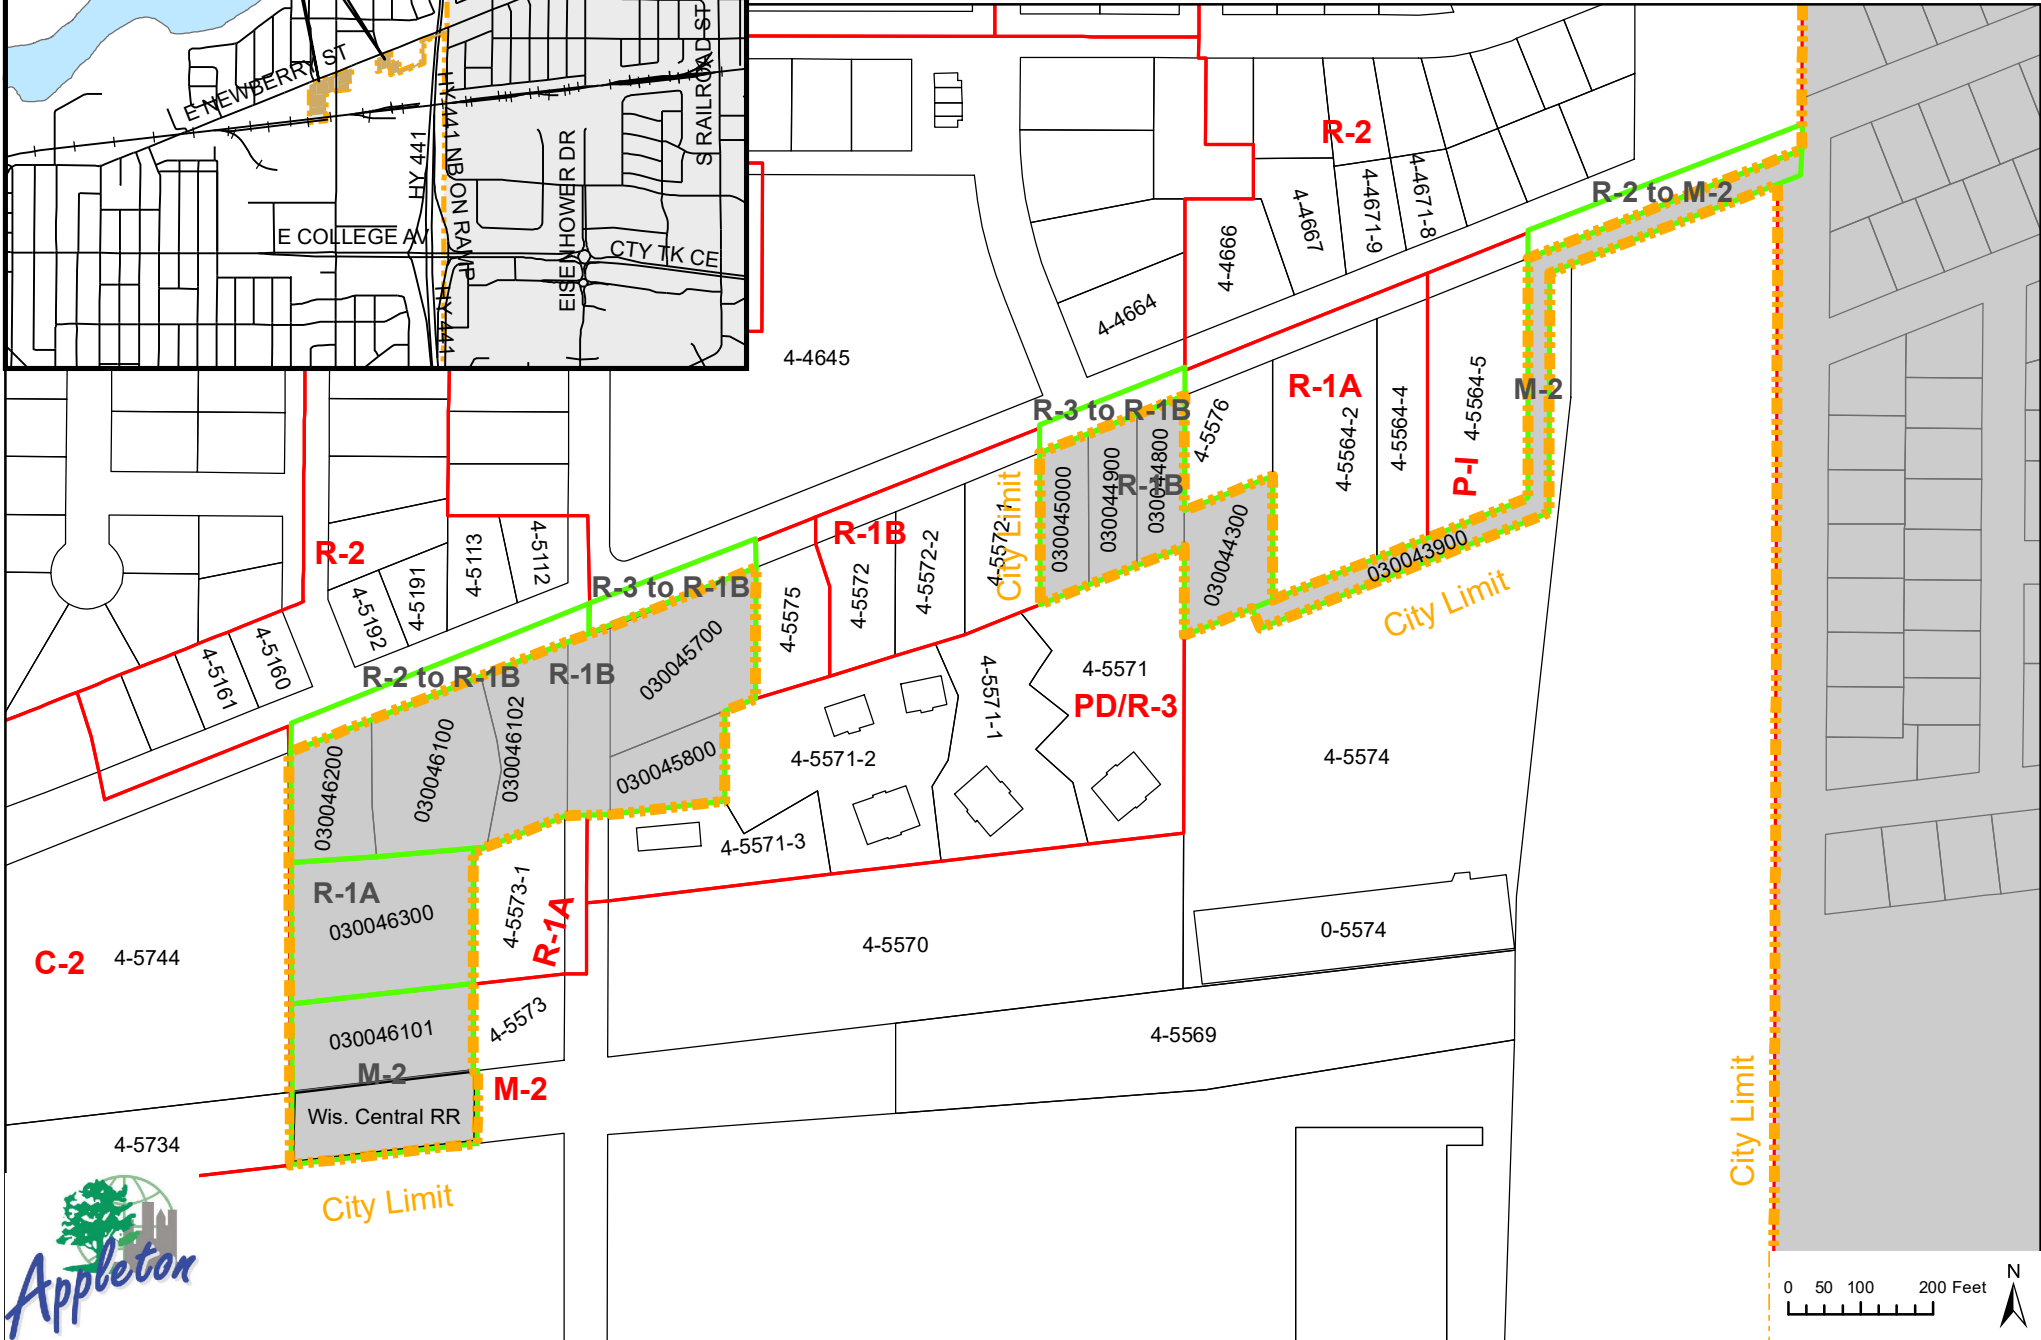 E NEWBERRY ST
S RAILROAD ST
HY 441
HY 441 NB ON RAMP
HY 441
EISENHOWER DR
E COLLEGE AV
CTY TK CE
R-2
4-4667
4-4671-9
4-4671-8
R-2 to M-2
4-4666
4-4664
4-4645
R-3 to R-1B
4-5576
R-1A
4-5564-2
4-5564-4
4-5564-5
P-I
M-2
City Limit
030045000
030044900
030044800
R-1B
030044300
030043900
City Limit
R-2
4-5192
4-5191
4-5113
4-5112
R-3 to R-1B
R-1B
4-5575
4-5572
4-5572-2
4-5572-1
4-5161
4-5160
R-2 to R-1B
R-1B
030045700
030046200
030046100
030046102
030045800
4-5571-2
4-5571-1
4-5571
PD/R-3
4-5574
4-5571-3
R-1A
030046300
4-5573-1
R-1A
C-2
4-5744
4-5570
0-5574
030046101
4-5573
4-5569
M-2
M-2
Wis. Central RR
4-5734
City Limit
City Limit
Appleton
0 50 100 200 Feet
N